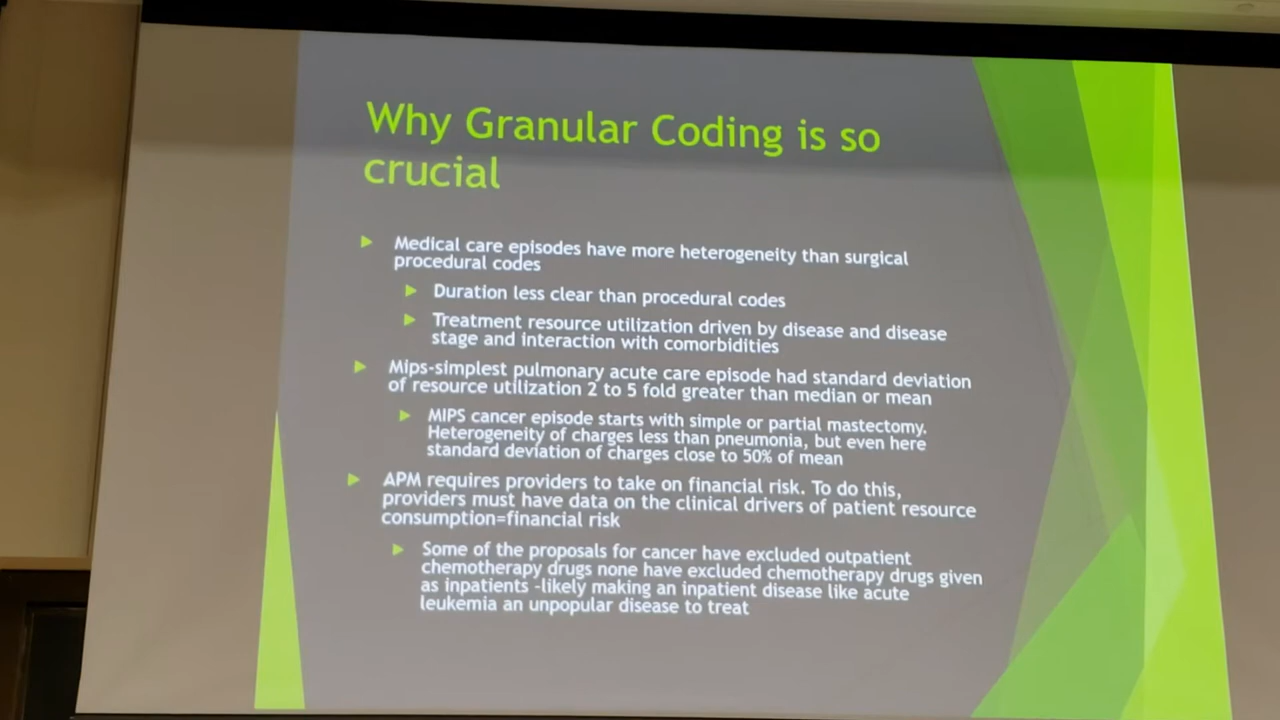 Why Granular Coding is so
crucial
Medical care episodes have more heterogeneity than surgical
procedural codes
Duration less clear than procedural codes
Treatment resource utilization driven by disease and disease
stage and interaction with comorbidities
Mips-simplest pulmonary acute care episode had standard deviation
of resource utilization 2 to 5 fold greater than median or mean
MIPS cancer episode starts with simple or partial mastectomy.
Heterogeneity of charges less than pneumonia, but even here
standard deviation of charges close to 50% of mean
APM requires providers to take on financial risk. To do this,
providers must have data on the clinical drivers of patient resource
consumption=financial risk
Some of the proposals for cancer have excluded outpatient
chemotherapy drugs none have excluded chemotherapy drugs given
as inpatients -likely making an inpatient disease like acute
leukemia an unpopular disease to treat